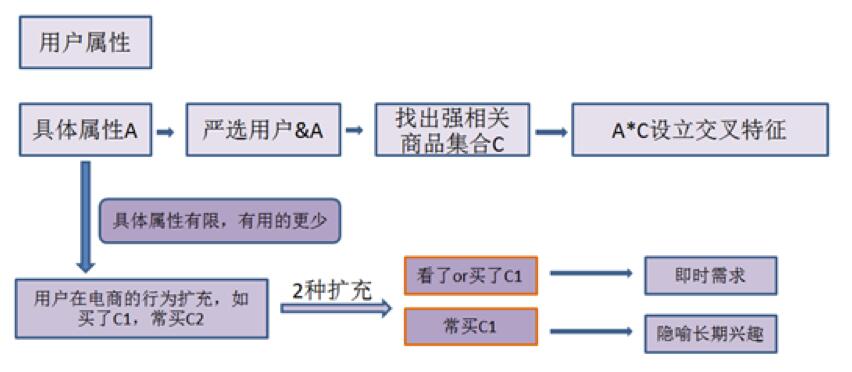 用户属性
具体属性A
严选用户&A
找出强相关
商品集合C
A*C设立交叉特征
具体属性有限，有用的更少
用户在电商的行为扩充，如
买了C1，常买C2
2种扩充
看了or买了C1
即时需求
常买C1
隐喻长期兴趣